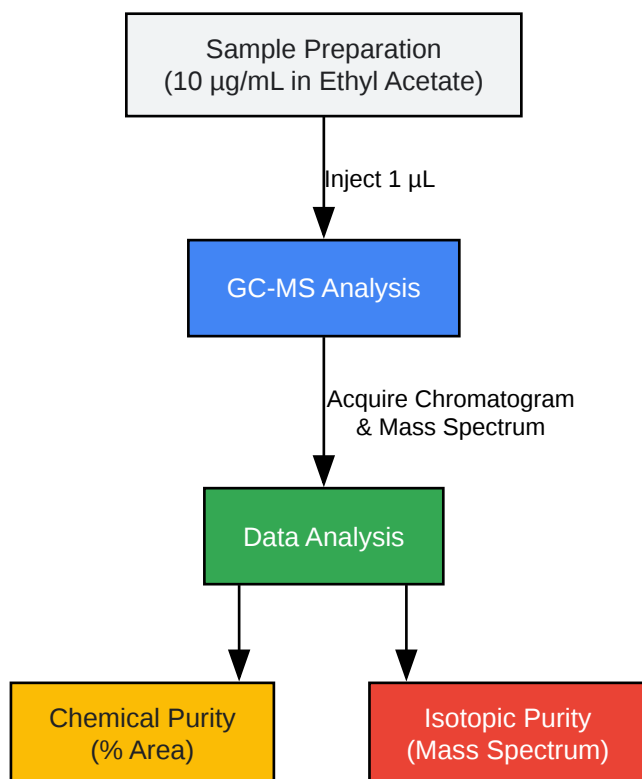 Sample Preparation
(10 µg/mL in Ethyl Acetate)
Inject 1 µL
GC-MS Analysis
Acquire Chromatogram
& Mass Spectrum
Data Analysis
Chemical Purity
(% Area)
Isotopic Purity
(Mass Spectrum)